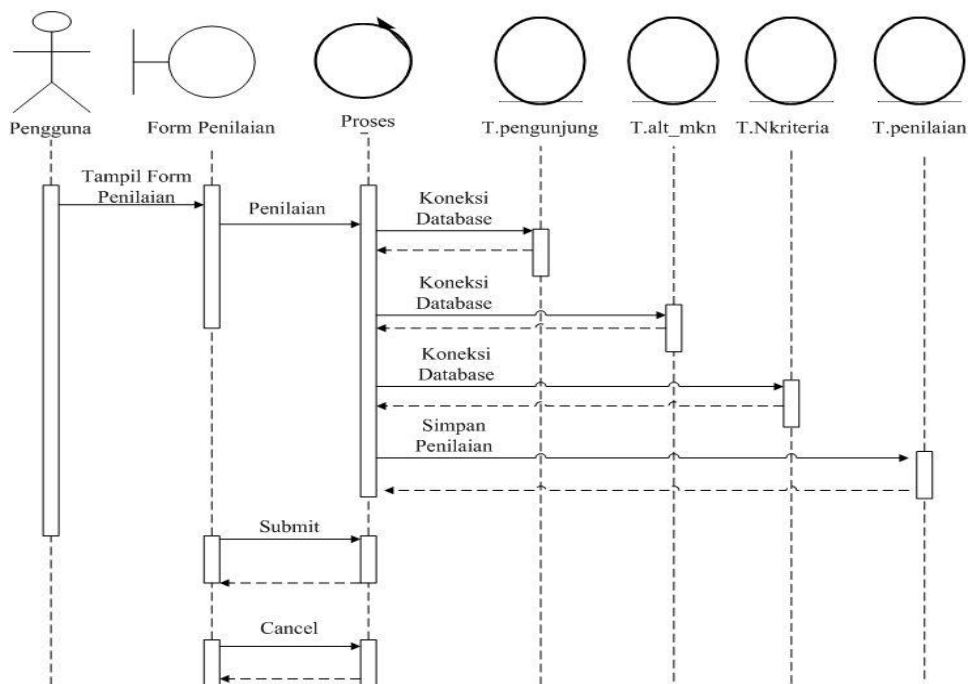 Pengguna
Form Penilaian
Proses
T.pengunjung
T.alt_mkn
T.Nkriteria
T.penilaian
Tampil Form
Penilaian
Penilaian
Koneksi
Database
Koneksi
Database
Koneksi
Database
Simpan
Penilaian
Submit
Cancel